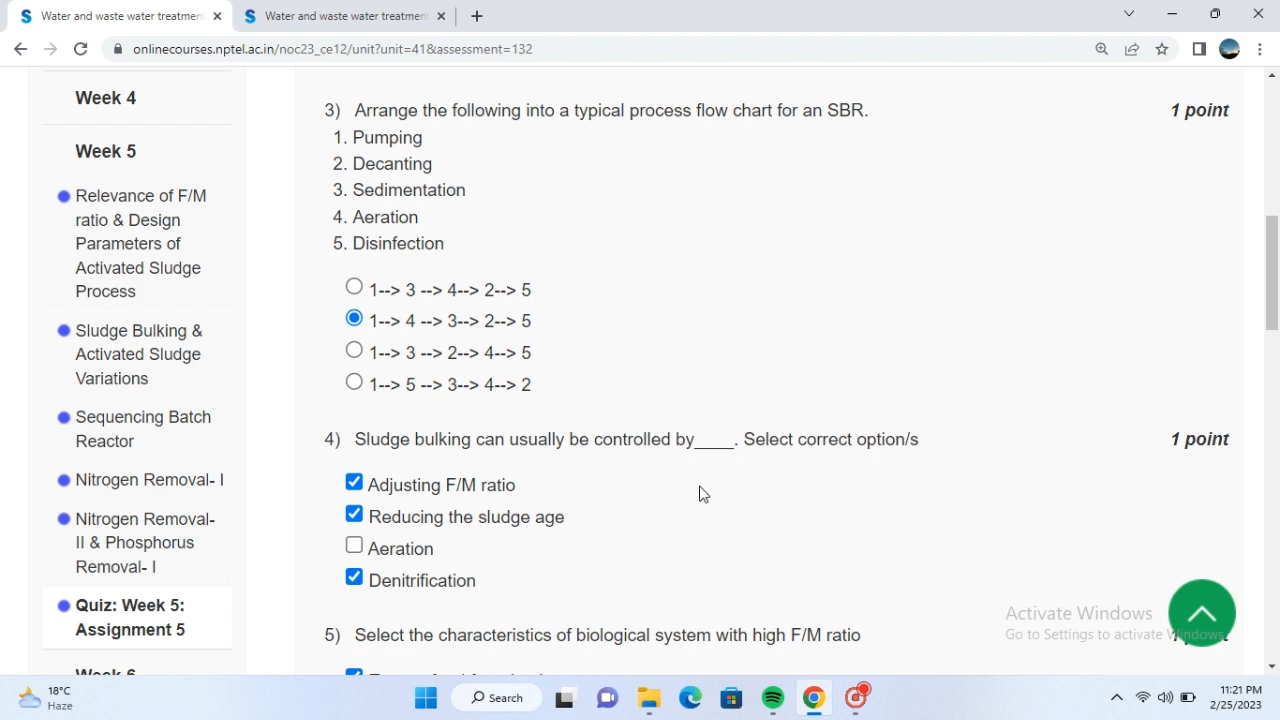 Water and waste water treatment
Water and waste water treatment
onlinecourses.nptel.ac.in/noc23_ce12/unit?unit=41&assessment=132
Week 4
Week 5
Relevance of F/M
ratio & Design
Parameters of
Activated Sludge
Process
Sludge Bulking &
Activated Sludge
Variations
Sequencing Batch
Reactor
Nitrogen Removal- I
Nitrogen Removal-
II & Phosphorus
Removal- I
Quiz: Week 5:
Assignment 5
3) Arrange the following into a typical process flow chart for an SBR. 1 point
1. Pumping
2. Decanting
3. Sedimentation
4. Aeration
5. Disinfection
1--> 3 --> 4--> 2--> 5
1--> 4 --> 3--> 2--> 5
1--> 3 --> 2--> 4--> 5
1--> 5 --> 3--> 4--> 2
4) Sludge bulking can usually be controlled by____. Select correct option/s 1 point
Adjusting F/M ratio
Reducing the sludge age
Aeration
Denitrification
5) Select the characteristics of biological system with high F/M ratio
Activate Windows
Go to Settings to activate Windows.
18°C
Haze
Search
11:21 PM
2/25/2023